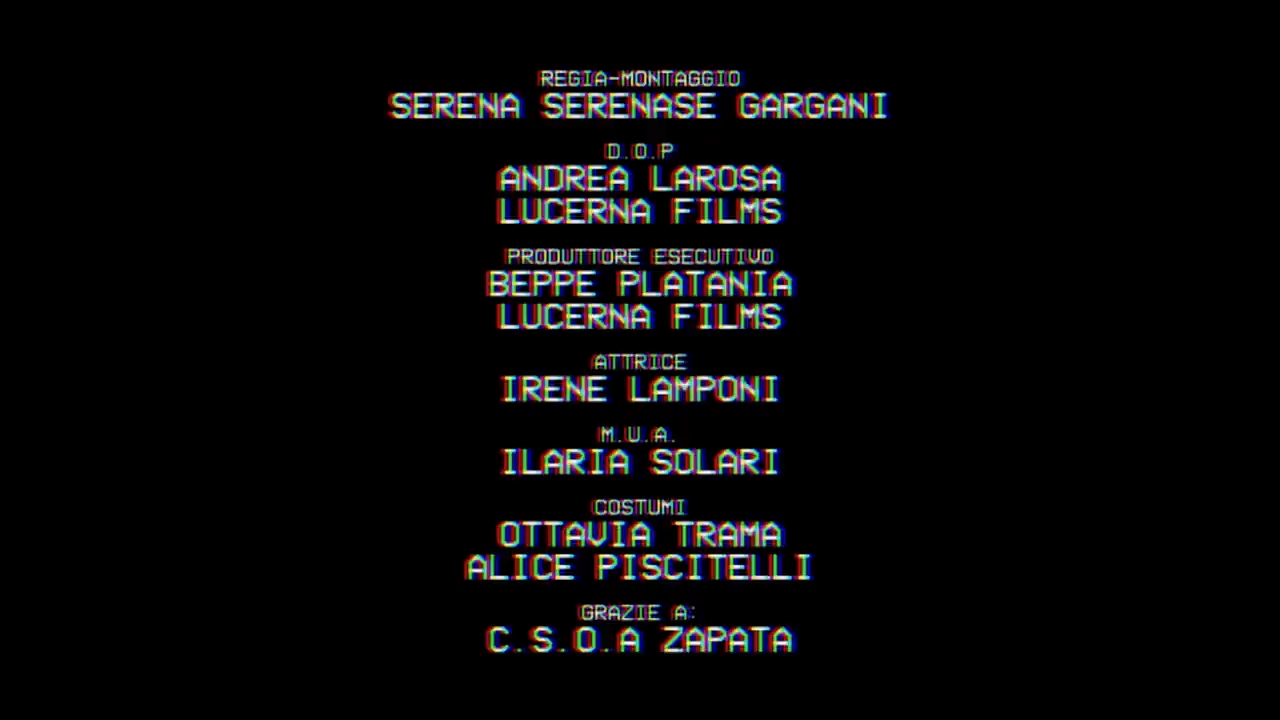 REGIA-MONTAGGIO
SERENA SERENASE GARGANI
D.O.P
ANDREA LAROSA
LUCERNA FILMS
PRODUTTORE ESECUTIVO
BEPPE PLATANIA
LUCERNA FILMS
ATTRICE
IRENE LAMPONI
M.U.A.
ILARIA SOLARI
COSTUMI
OTTAVIA TRAMA
ALICE PISCITELLI
GRAZIE A:
C.S.O.A ZAPATA